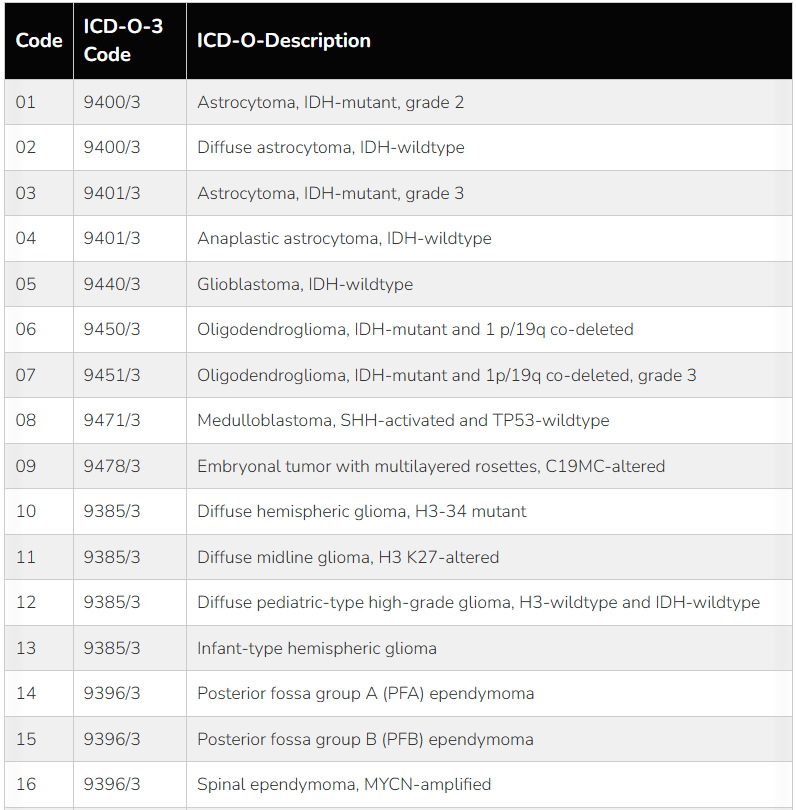 Code ICD-O-3 Code ICD-O-Description
01 9400/3 Astrocytoma, IDH-mutant, grade 2
02 9400/3 Diffuse astrocytoma, IDH-wildtype
03 9401/3 Astrocytoma, IDH-mutant, grade 3
04 9401/3 Anaplastic astrocytoma, IDH-wildtype
05 9440/3 Glioblastoma, IDH-wildtype
06 9450/3 Oligodendroglioma, IDH-mutant and 1 p/19q co-deleted
07 9451/3 Oligodendroglioma, IDH-mutant and 1p/19q co-deleted, grade 3
08 9471/3 Medulloblastoma, SHH-activated and TP53-wildtype
09 9478/3 Embryonal tumor with multilayered rosettes, C19MC-altered
10 9385/3 Diffuse hemispheric glioma, H3-34 mutant
11 9385/3 Diffuse midline glioma, H3 K27-altered
12 9385/3 Diffuse pediatric-type high-grade glioma, H3-wildtype and IDH-wildtype
13 9385/3 Infant-type hemispheric glioma
14 9396/3 Posterior fossa group A (PFA) ependymoma
15 9396/3 Posterior fossa group B (PFB) ependymoma
16 9396/3 Spinal ependymoma, MYCN-amplified